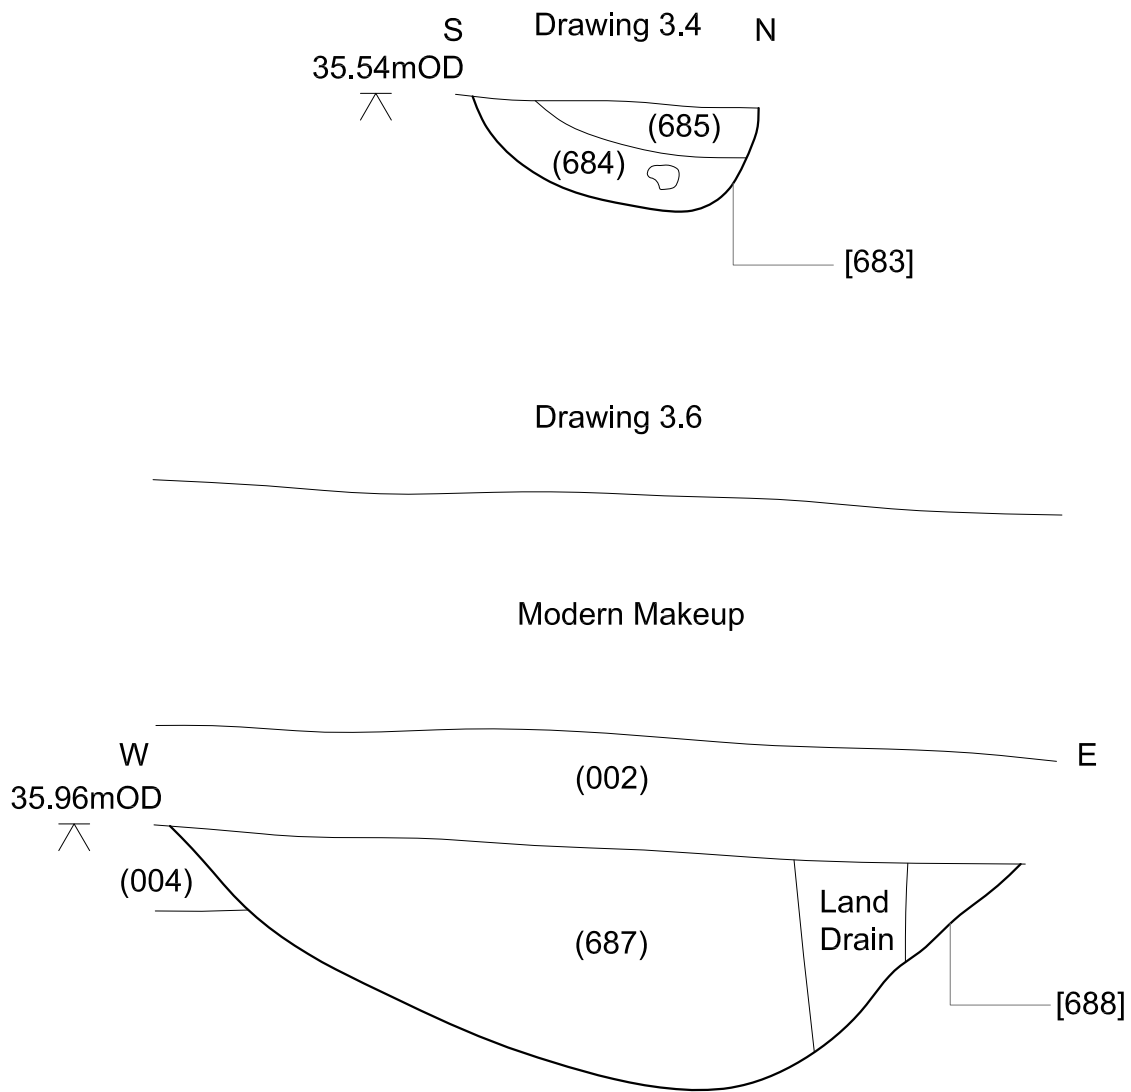 Drawing 3.4
S
N
35.54mOD
(685)
(684)
[683]
Drawing 3.6
Modern Makeup
W
E
(002)
35.96mOD
(004)
Land
Drain
(687)
[688]